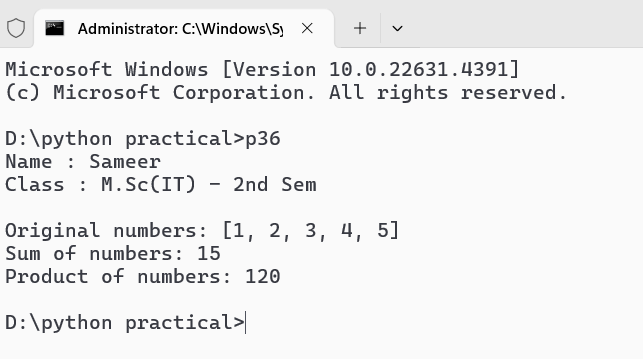 Administrator: C:\Windows\Sy
Microsoft Windows [Version 10.0.22631.4391]
(c) Microsoft Corporation. All rights reserved.
D:\python practical>p36
Name : Sameer
Class : M.Sc(IT) - 2nd Sem
Original numbers: [1, 2, 3, 4, 5]
Sum of numbers: 15
Product of numbers: 120
D:\python practical>